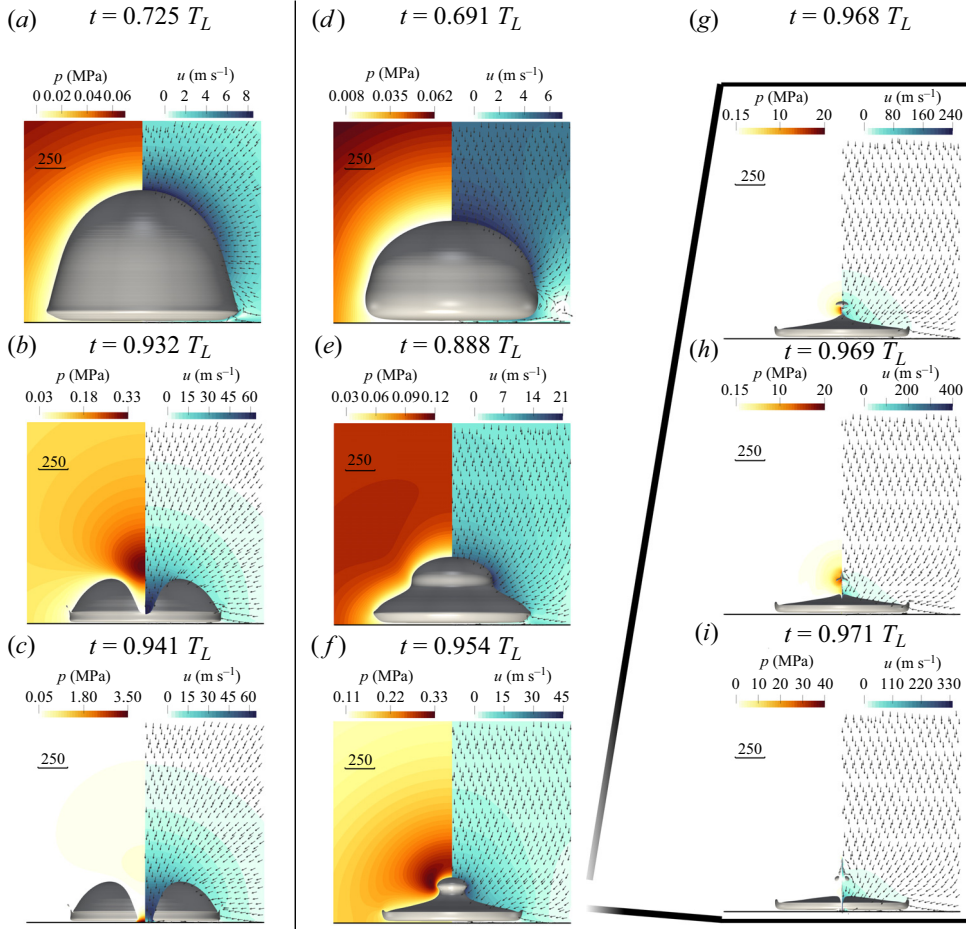 (a) t = 0.725 T_L
p (MPa) u (m s⁻¹)
0 0.02 0.04 0.06 0 2 4 6 8
250
(b) t = 0.932 T_L
p (MPa) u (m s⁻¹)
0.03 0.18 0.33 0 15 30 45 60
250
(c) t = 0.941 T_L
p (MPa) u (m s⁻¹)
0.05 1.80 3.50 0 15 30 45 60
250
(d) t = 0.691 T_L
p (MPa) u (m s⁻¹)
0.008 0.035 0.062 0 2 4 6
250
(e) t = 0.888 T_L
p (MPa) u (m s⁻¹)
0.03 0.06 0.09 0.12 0 7 14 21
250
(f) t = 0.954 T_L
p (MPa) u (m s⁻¹)
0.11 0.22 0.33 0 15 30 45
250
(g) t = 0.968 T_L
p (MPa) u (m s⁻¹)
0.15 10 20 0 80 160 240
250
(h) t = 0.969 T_L
p (MPa) u (m s⁻¹)
0.15 10 20 0 200 400
250
(i) t = 0.971 T_L
p (MPa) u (m s⁻¹)
0 10 20 30 40 0 110 220 330
250